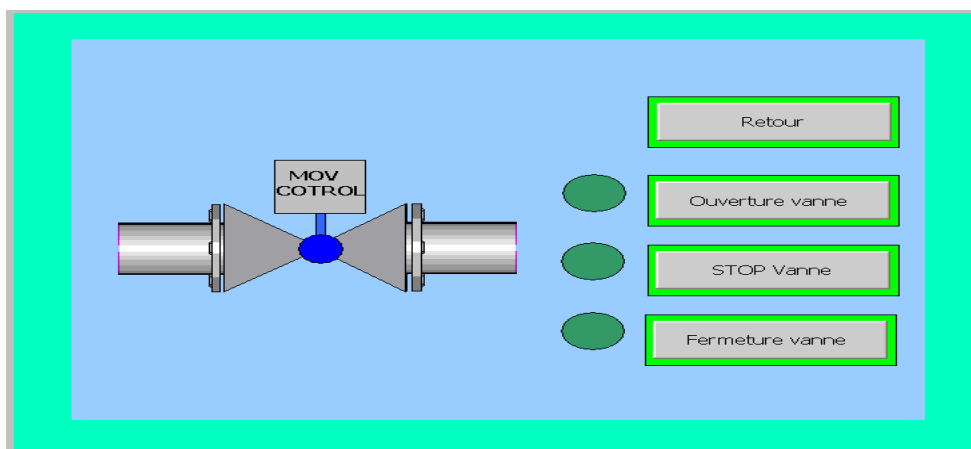 Retour
MOV
COTROL
Ouverture vanne
STOP Vanne
Fermeture vanne